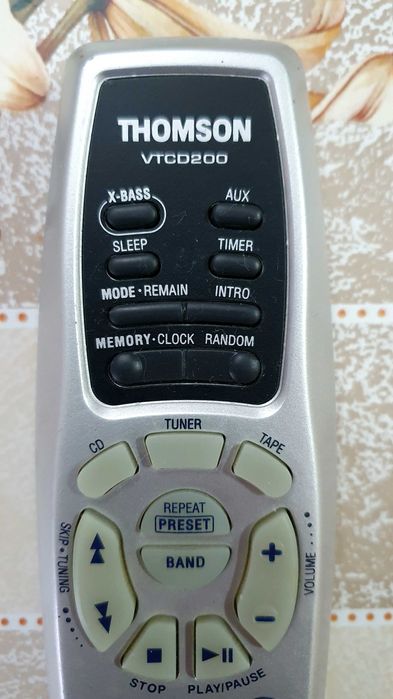 THOMSON
VTCD200
X-BASS AUX
SLEEP TIMER
MODE·REMAIN INTRO
MEMORY·CLOCK RANDOM
CD TUNER TAPE
REPEAT
PRESET
BAND
SKIP·TUNING
+
VOLUME
−
STOP PLAY/PAUSE